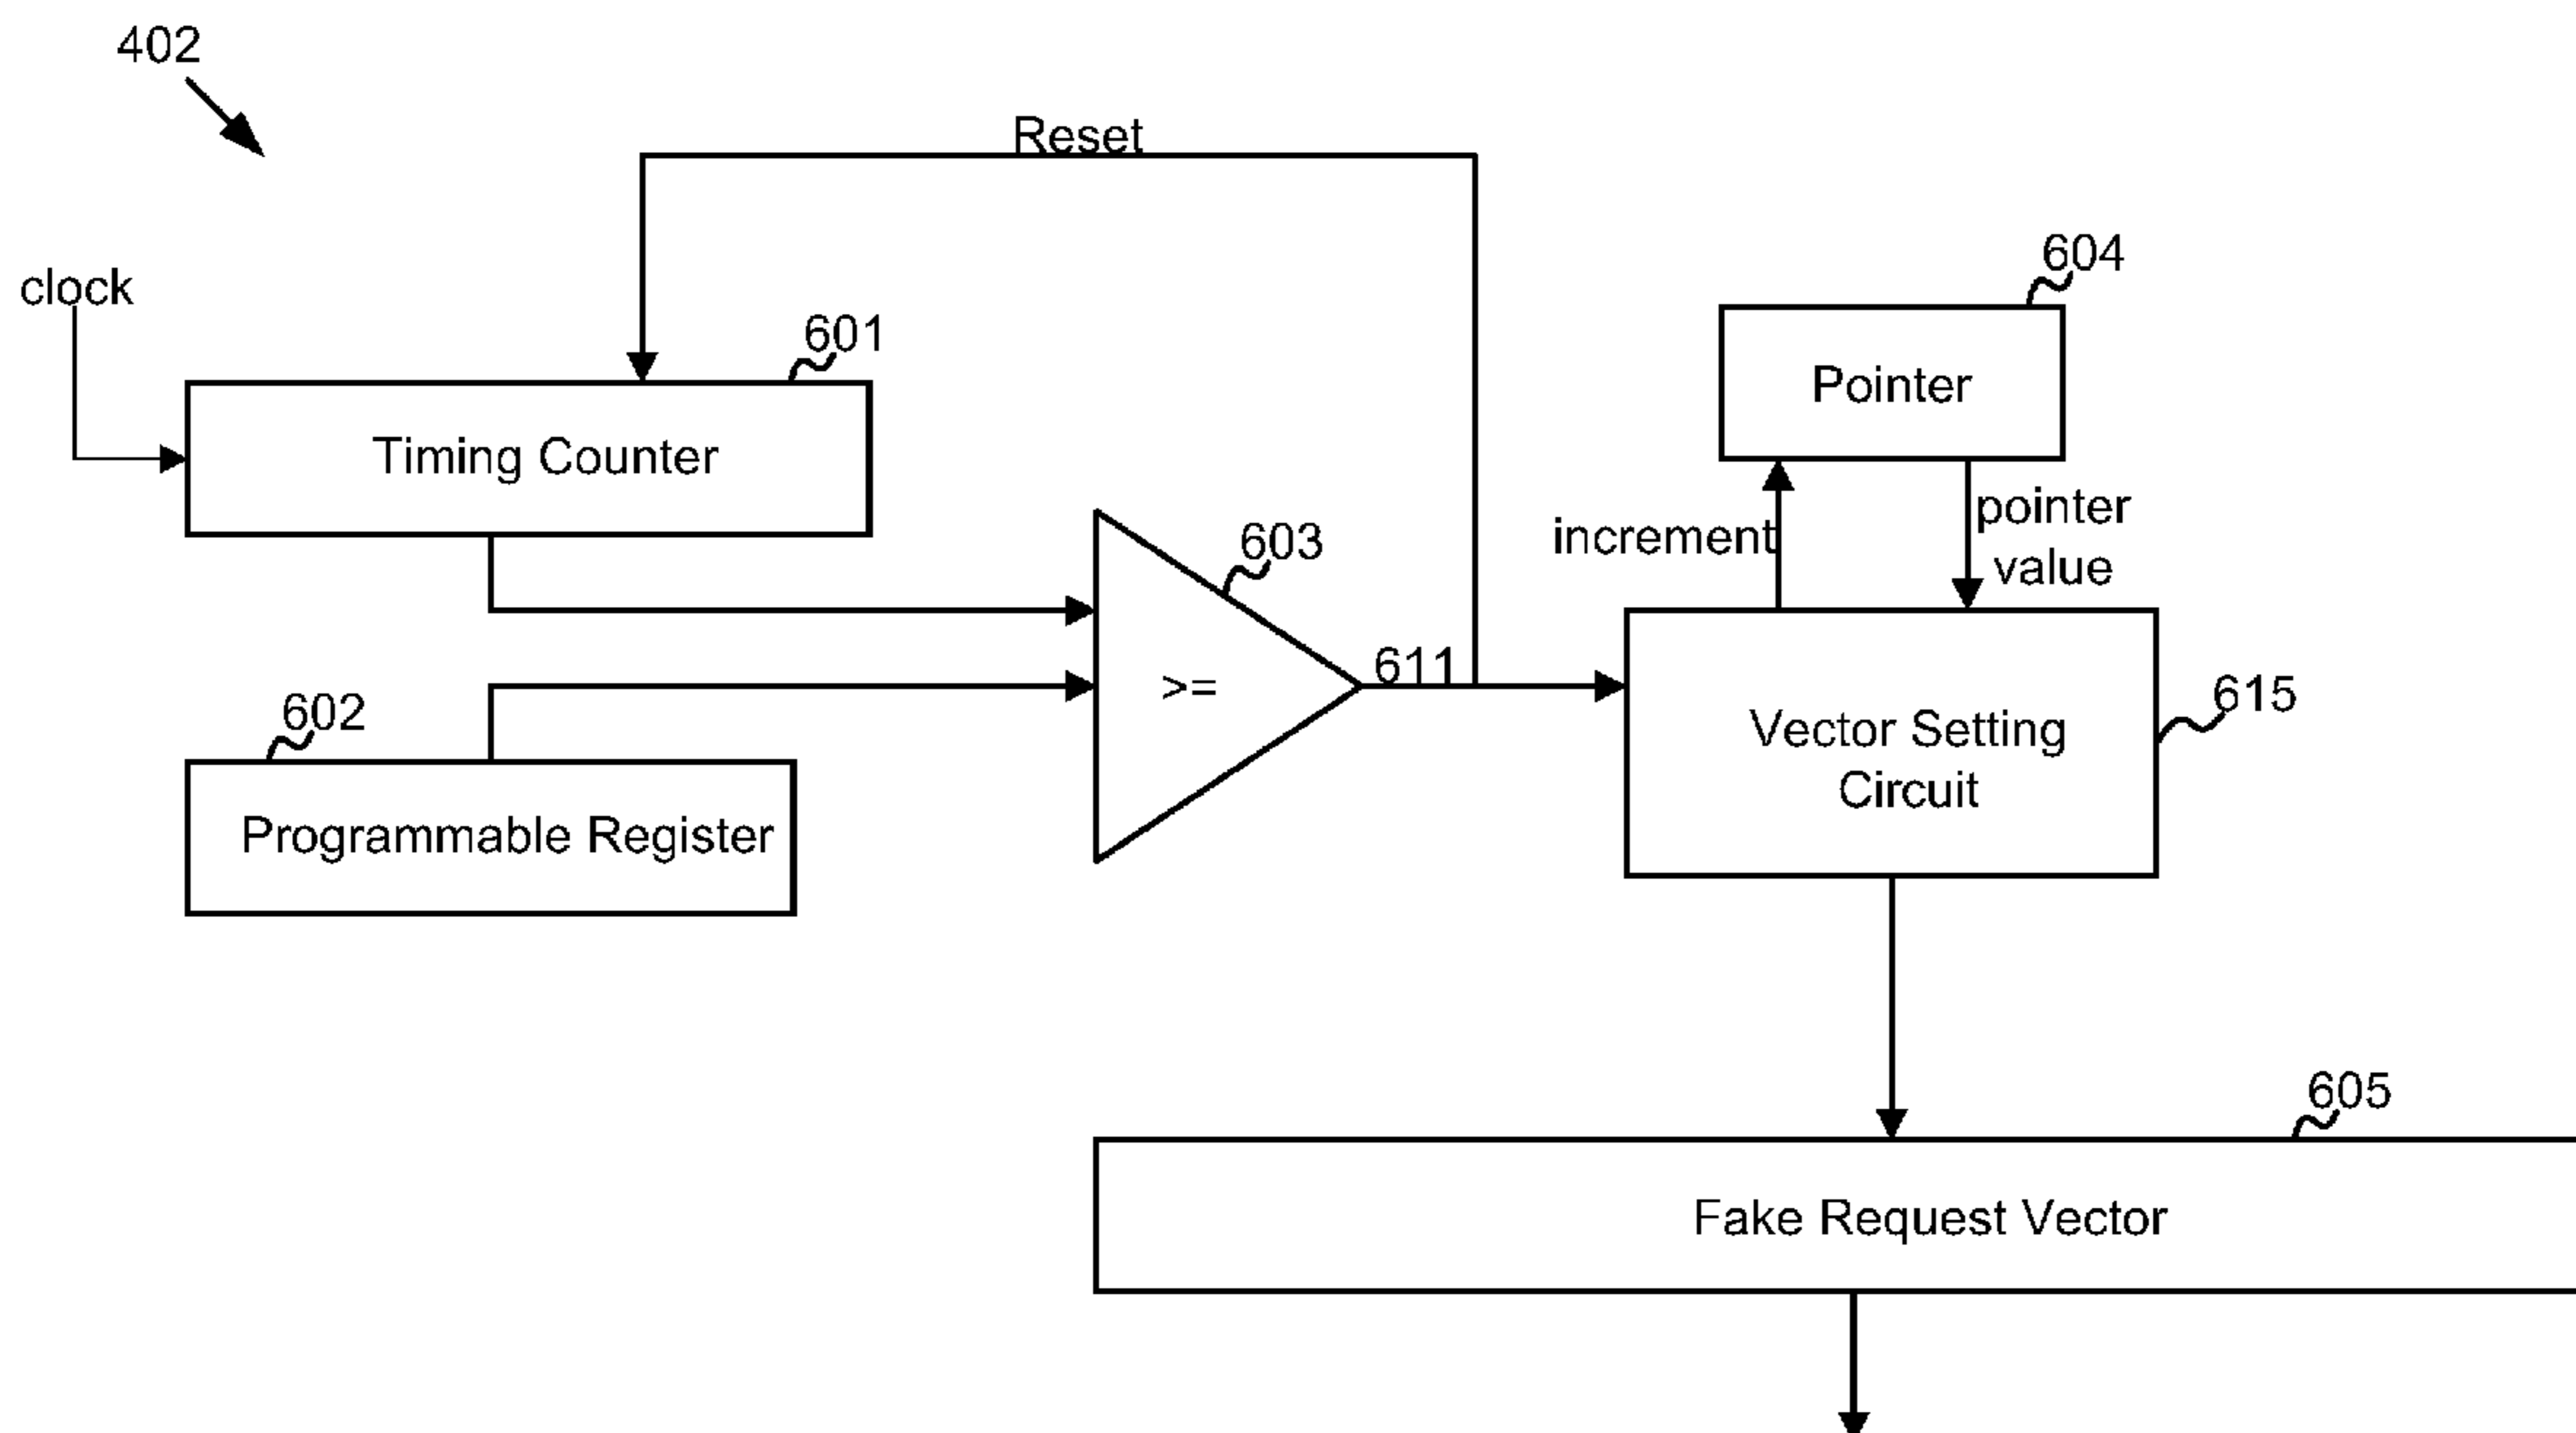 402
Reset
clock
601
Timing Counter
604
Pointer
increment
pointer
value
603
>=
611
602
Programmable Register
615
Vector Setting
Circuit
605
Fake Request Vector